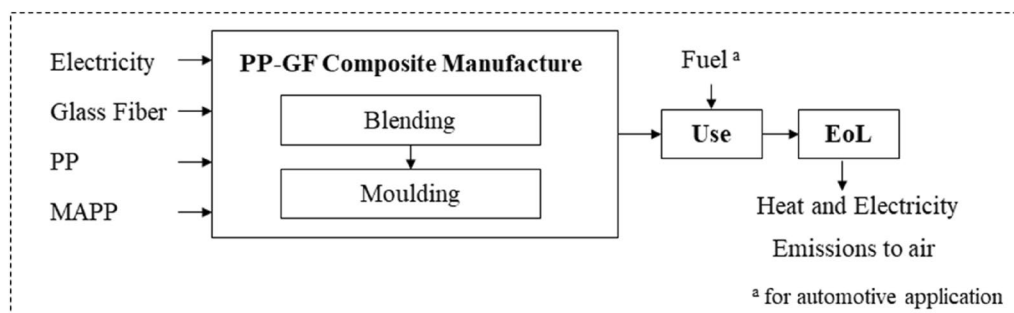 Electricity
Glass Fiber
PP
MAPP
PP-GF Composite Manufacture
Blending
Moulding
Fuel ᵃ
Use
EoL
Heat and Electricity
Emissions to air
ᵃ for automotive application